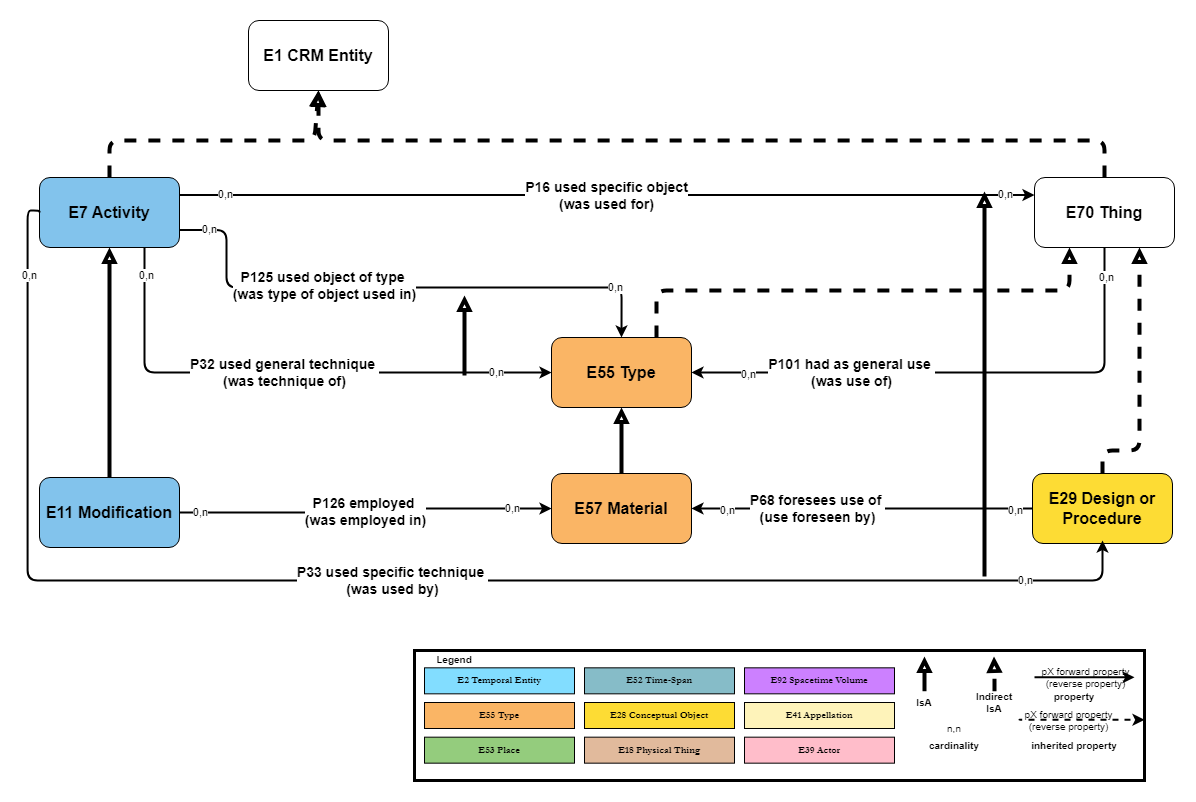 E1 CRM Entity
E7 Activity
0,n
P16 used specific object
(was used for)
0,n
E70 Thing
0,n
0,n
0,n
P125 used object of type
(was type of object used in)
0,n
0,n
P32 used general technique
(was technique of)
0,n
E55 Type
0,n
P101 had as general use
(was use of)
E11 Modification
0,n
P126 employed
(was employed in)
0,n
E57 Material
0,n
P68 foresees use of
(use foreseen by)
0,n
E29 Design or
Procedure
P33 used specific technique
(was used by)
0,n
Legend
E2 Temporal Entity
E52 Time-Span
E92 Spacetime Volume
E55 Type
E28 Conceptual Object
E41 Appellation
E53 Place
E18 Physical Thing
E39 Actor
IsA
Indirect
IsA
pX forward property
(reverse property)
property
n,n
cardinality
pX forward property
(reverse property)
inherited property